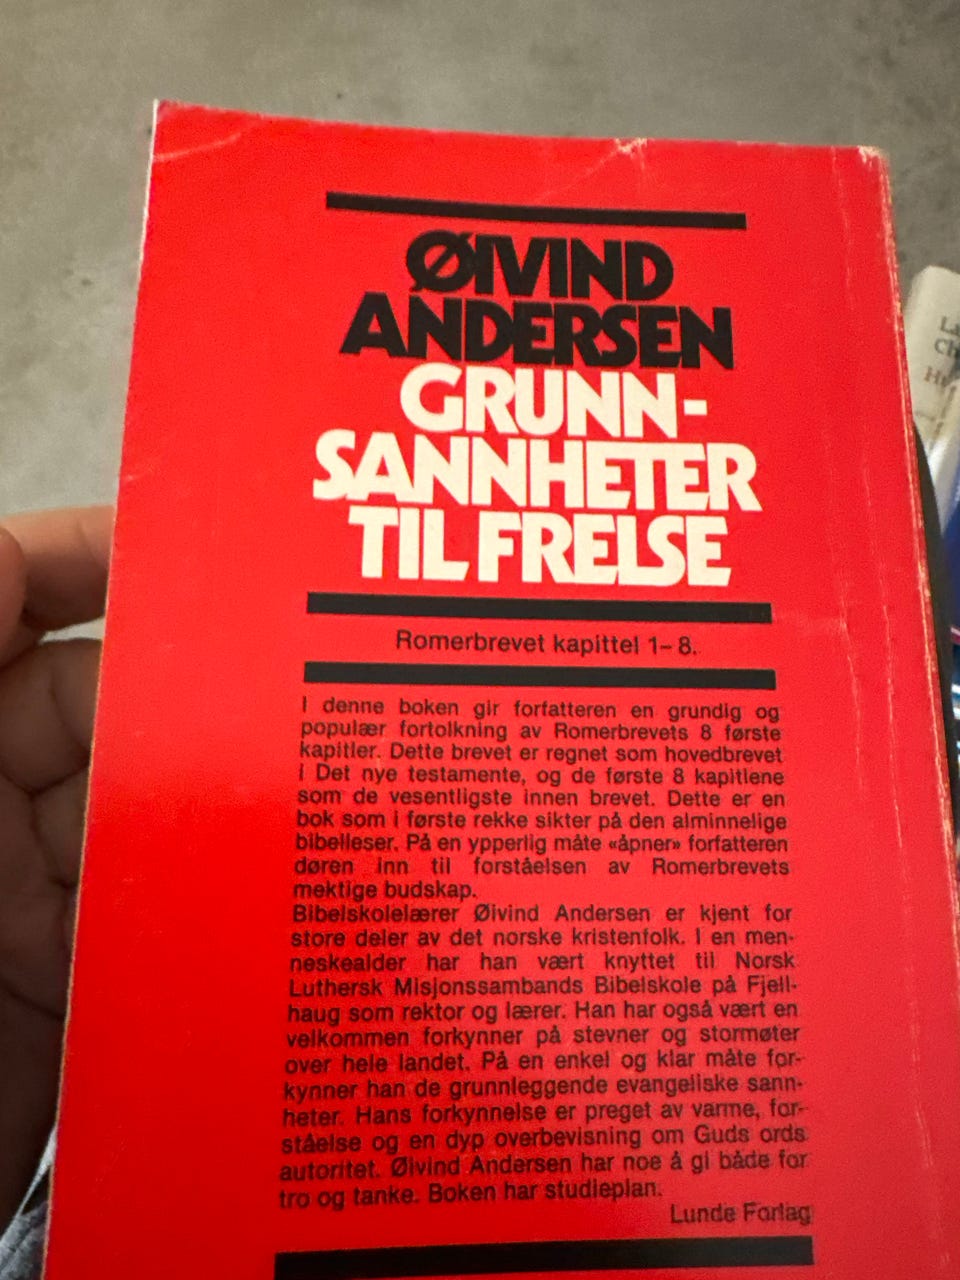 ØIVIND
ANDERSEN
GRUNN-
SANNHETER
TIL FRELSE
Romerbrevet kapittel 1–8.
I denne boken gir forfatteren en grundig og
populær fortolkning av Romerbrevets 8 første
kapitler. Dette brevet er regnet som hovedbrevet
i Det nye testamente, og de første 8 kapitlene
som de vesentligste innen brevet. Dette er en
bok som i første rekke sikter på den alminnelige
bibelleser. På en ypperlig måte «åpner» forfatteren
døren inn til forståelsen av Romerbrevets
mektige budskap.
Bibelskolelærer Øivind Andersen er kjent for
store deler av det norske kristenfolk. I en men-
neskealder har han vært knyttet til Norsk
Luthersk Misjonssambands Bibelskole på Fjell-
haug som rektor og lærer. Han har også vært en
velkommen forkynner på stevner og stormøter
over hele landet. På en enkel og klar måte for-
kynner han de grunnleggende evangeliske sann-
heter. Hans forkynnelse er preget av varme, for-
ståelse og en dyp overbevisning om Guds ords
autoritet. Øivind Andersen har noe å gi både for
tro og tanke. Boken har studieplan.
Lunde Forlag